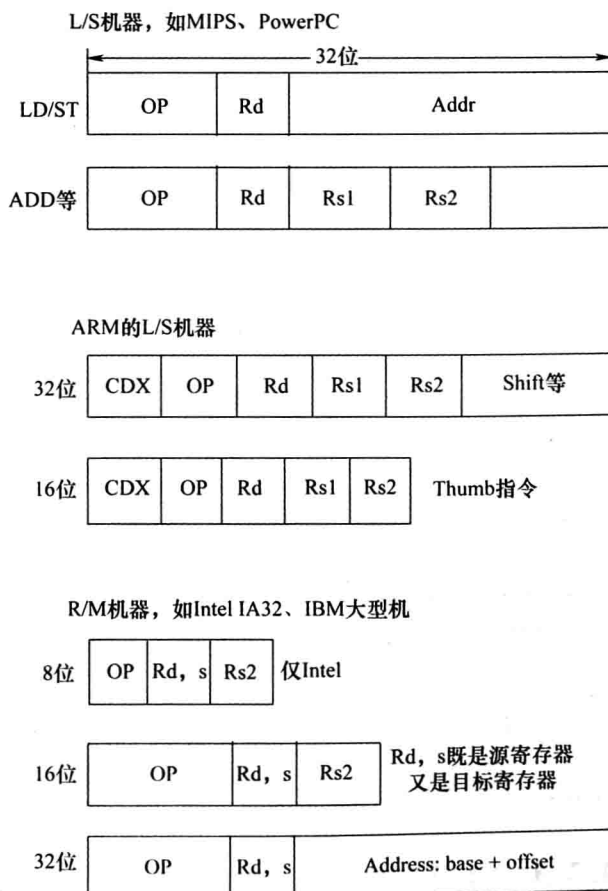 L/S机器，如MIPS、PowerPC
32位
LD/ST OP Rd Addr
ADD等 OP Rd Rs1 Rs2
ARM的L/S机器
32位 CDX OP Rd Rs1 Rs2 Shift等
16位 CDX OP Rd Rs1 Rs2 Thumb指令
R/M机器，如Intel IA32、IBM大型机
8位 OP Rd，s Rs2 仅Intel
16位 OP Rd，s Rs2 Rd，s既是源寄存器
又是目标寄存器
32位 OP Rd，s Address: base + offset